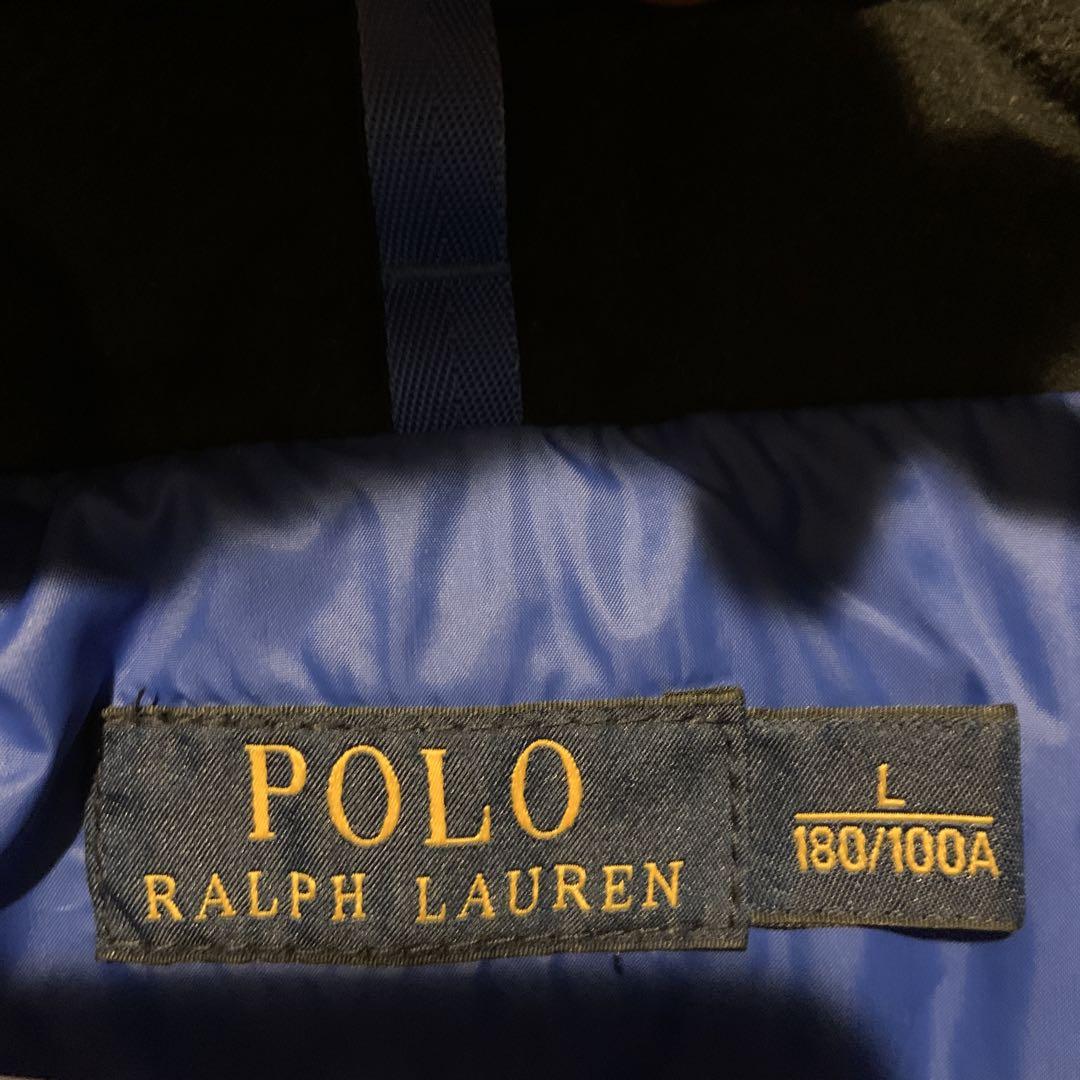 POLO
RALPH LAUREN
L
180/100A